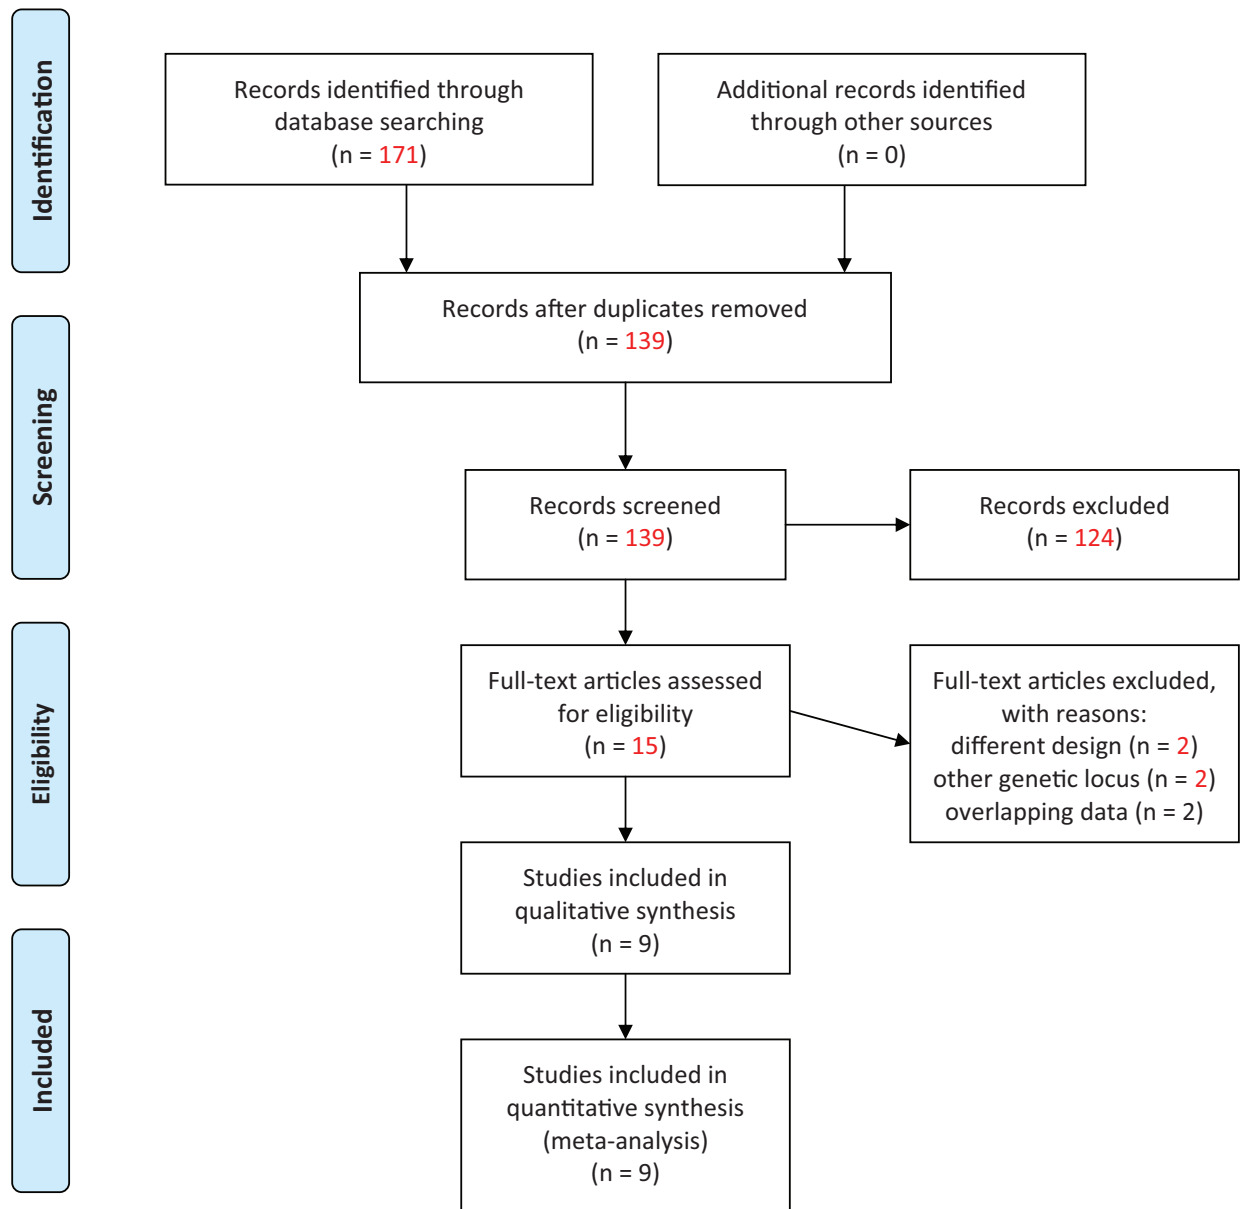 Identification
Records identified through
database searching
(n = 171)
Additional records identified
through other sources
(n = 0)
Records after duplicates removed
(n = 139)
Screening
Records screened
(n = 139)
Records excluded
(n = 124)
Eligibility
Full-text articles assessed
for eligibility
(n = 15)
Full-text articles excluded,
with reasons:
different design (n = 2)
other genetic locus (n = 2)
overlapping data (n = 2)
Studies included in
qualitative synthesis
(n = 9)
Included
Studies included in
quantitative synthesis
(meta-analysis)
(n = 9)